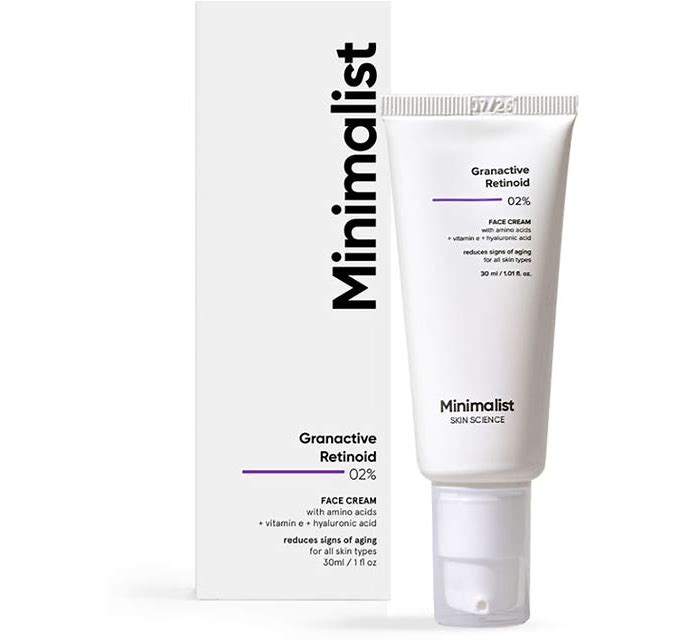 Minimalist
Granactive
Retinoid
02%
FACE CREAM
with amino acids
+ vitamin e + hyaluronic acid
reduces signs of aging
for all skin types
30ml / 1 fl oz
Granactive
Retinoid
02%
FACE CREAM
with amino acids
+ vitamin e + hyaluronic acid
reduces signs of aging
for all skin types
30 ml / 1.01 fl. oz.
Minimalist
SKIN SCIENCE